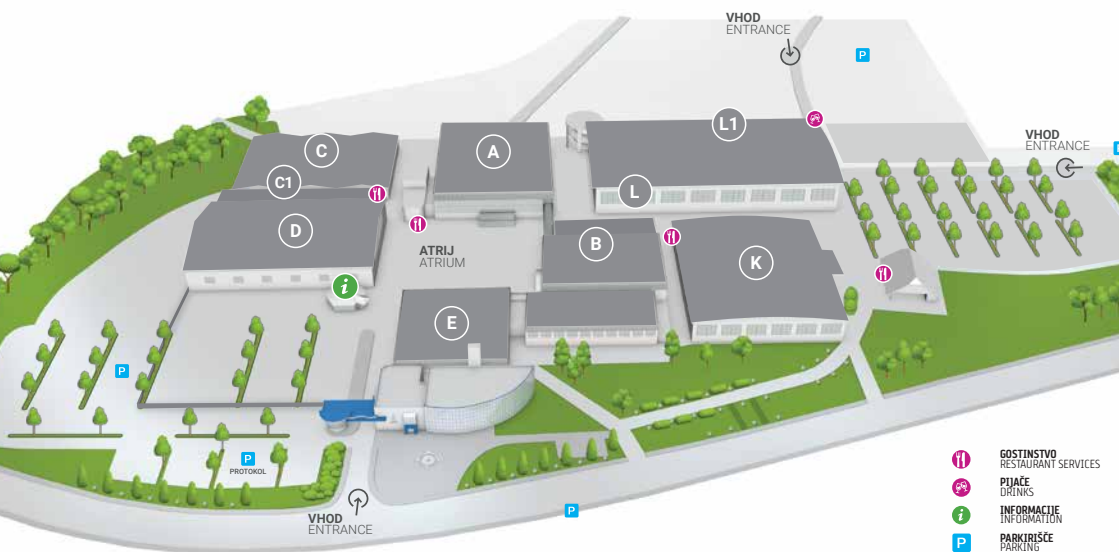 VHOD
ENTRANCE
P
L1
VHOD
ENTRANCE
C
A
C1
L
D
ATRIJ
ATRIUM
B
K
i
E
P
P
PROTOKOL
VHOD
ENTRANCE
P
GOSTINSTVO
RESTAURANT SERVICES
PIJAČE
DRINKS
i
INFORMACIJE
INFORMATION
P
PARKIRIŠČE
PARKING